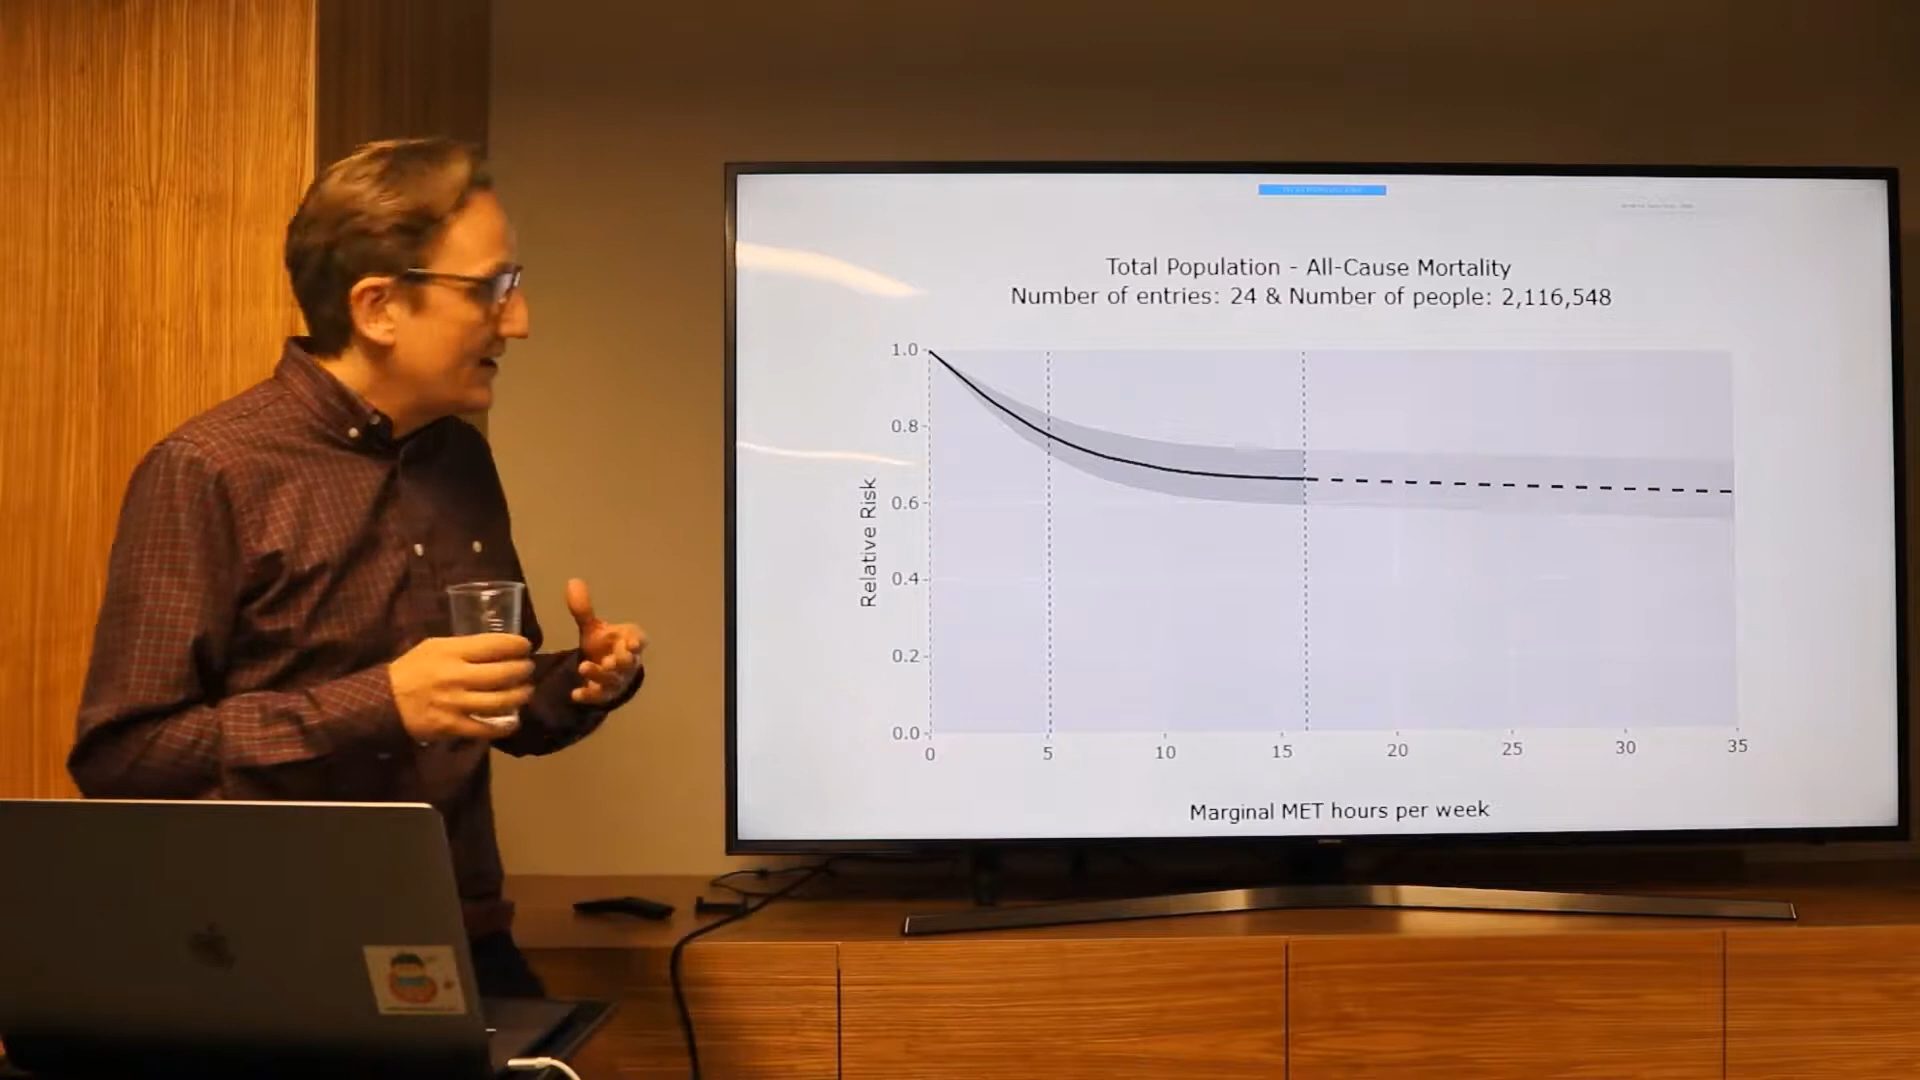 Total Population - All-Cause Mortality
Number of entries: 24 & Number of people: 2,116,548
1.0
0.8
0.6
0.4
0.2
0.0
Relative Risk
0 5 10 15 20 25 30 35
Marginal MET hours per week